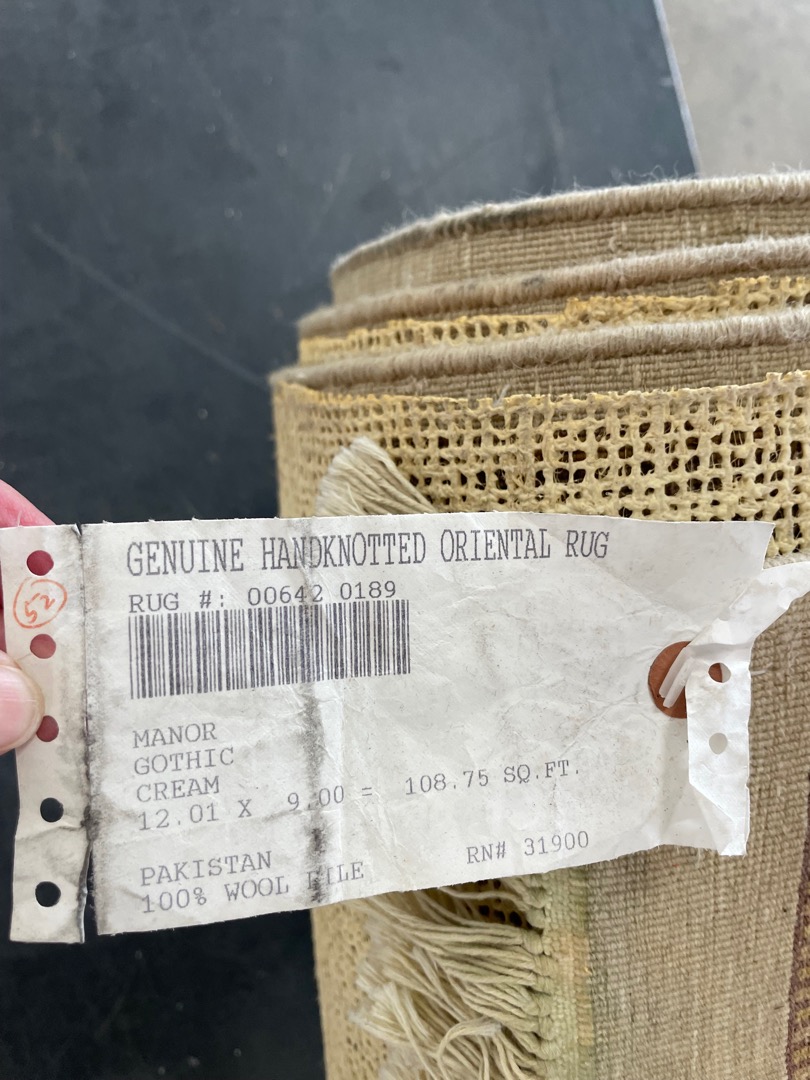 GENUINE HANDKNOTTED ORIENTAL RUG
52
RUG #: 00642 0189
MANOR
GOTHIC
CREAM
12.01 X 9.00 = 108.75 SQ.FT.
PAKISTAN RN# 31900
100% WOOL PILE